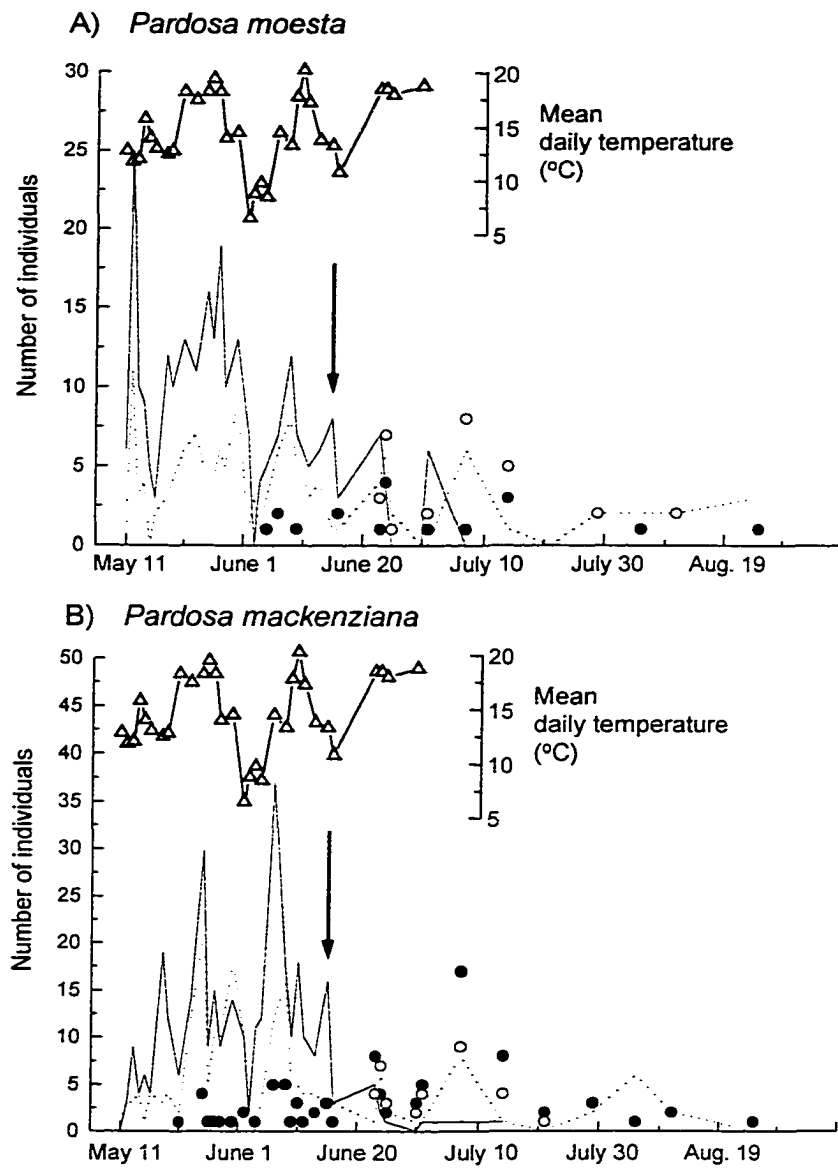 A) Pardosa moesta
30
25
20
15
10
5
0
Number of individuals
20
15
10
5
Mean
daily temperature
(ºC)
May 11 June 1 June 20 July 10 July 30 Aug. 19
B) Pardosa mackenziana
50
45
40
35
30
25
20
15
10
5
0
Number of individuals
20
15
10
5
Mean
daily temperature
(ºC)
May 11 June 1 June 20 July 10 July 30 Aug. 19